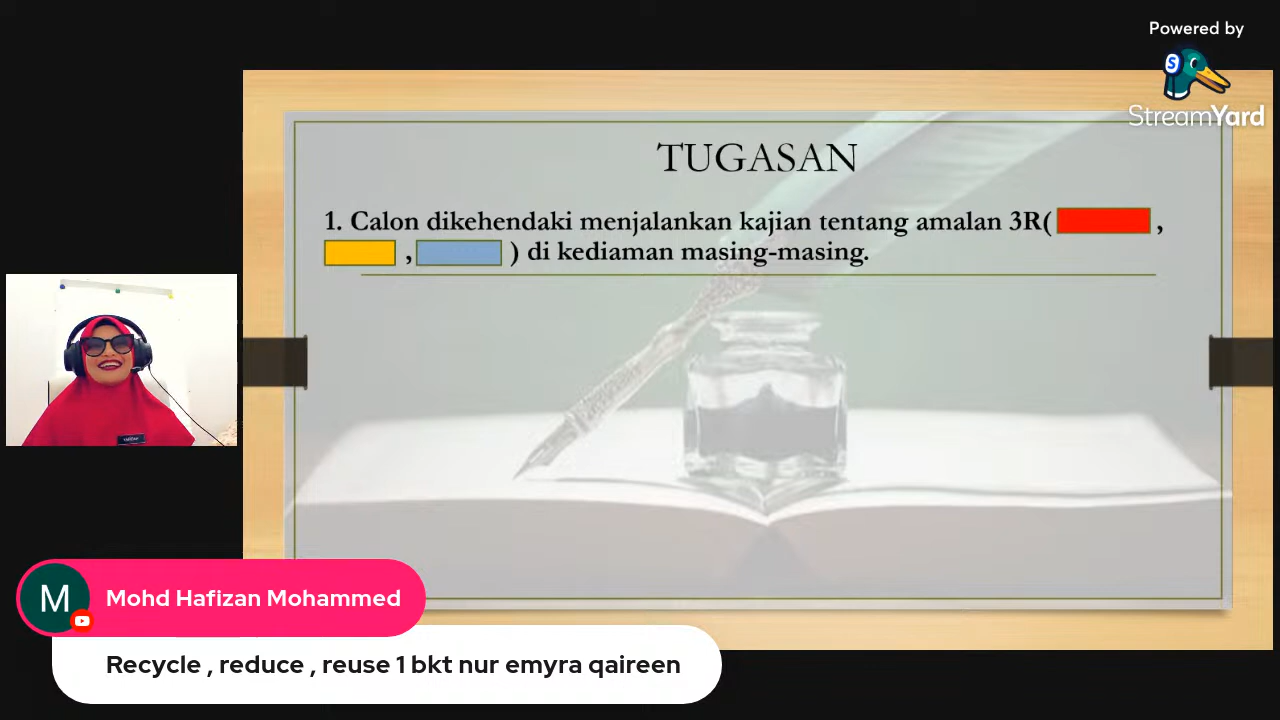 Powered by
StreamYard
TUGASAN
1. Calon dikehendaki menjalankan kajian tentang amalan 3R( ,
, ) di kediaman masing-masing.
M
Mohd Hafizan Mohammed
Recycle , reduce , reuse 1 bkt nur emyra qaireen